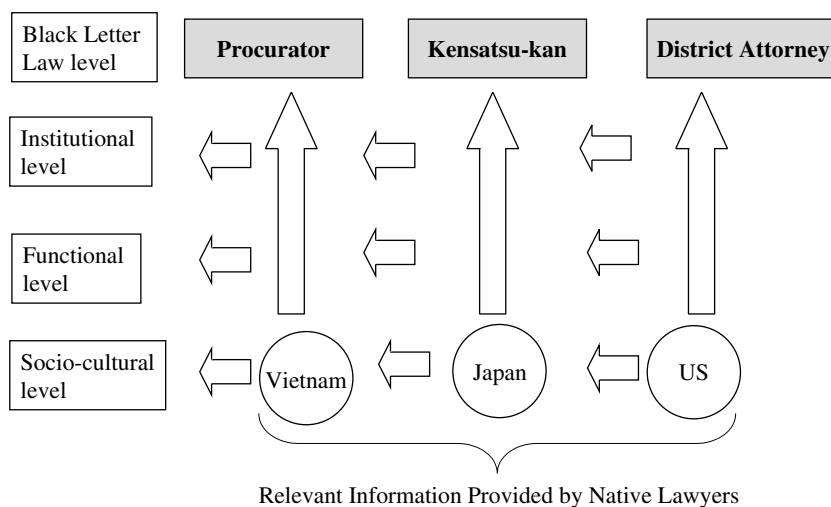 Black Letter
Law level
Procurator
Kensatsu-kan
District Attorney
Institutional
level
Functional
level
Socio-cultural
level
Vietnam
Japan
US
Relevant Information Provided by Native Lawyers